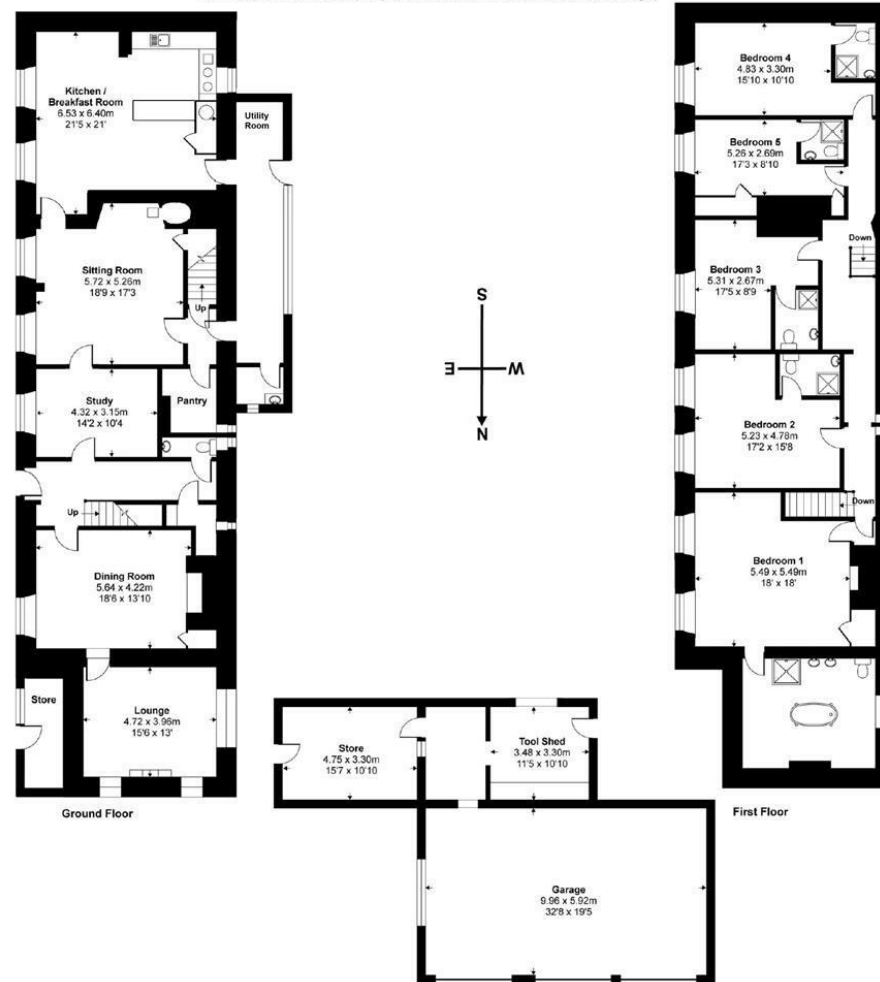 Kitchen /
Breakfast Room
6.53 x 6.40m
21'5 x 21'
Utility
Room
Sitting Room
5.72 x 5.26m
18'9 x 17'3
Up
Study
4.32 x 3.15m
14'2 x 10'4
Pantry
Up
Dining Room
5.64 x 4.22m
18'6 x 13'10
Store
Lounge
4.72 x 3.96m
15'6 x 13'
Ground Floor
S
E
W
N
Store
4.75 x 3.30m
15'7 x 10'10
Tool Shed
3.48 x 3.30m
11'5 x 10'10
Garage
9.96 x 5.92m
32'8 x 19'5
Bedroom 4
4.83 x 3.30m
15'10 x 10'10
Bedroom 5
5.26 x 2.69m
17'3 x 8'10
Down
Bedroom 3
5.31 x 2.67m
17'5 x 8'9
Bedroom 2
5.23 x 4.78m
17'2 x 15'8
Down
Bedroom 1
5.49 x 5.49m
18' x 18'
First Floor